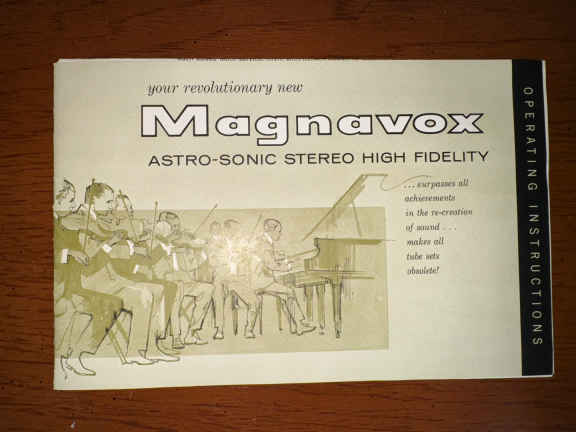 your revolutionary new
Magnavox
ASTRO-SONIC STEREO HIGH FIDELITY
...surpasses all
achievements
in the re-creation
of sound...
makes all
tube sets
obsolete!
OPERATING INSTRUCTIONS